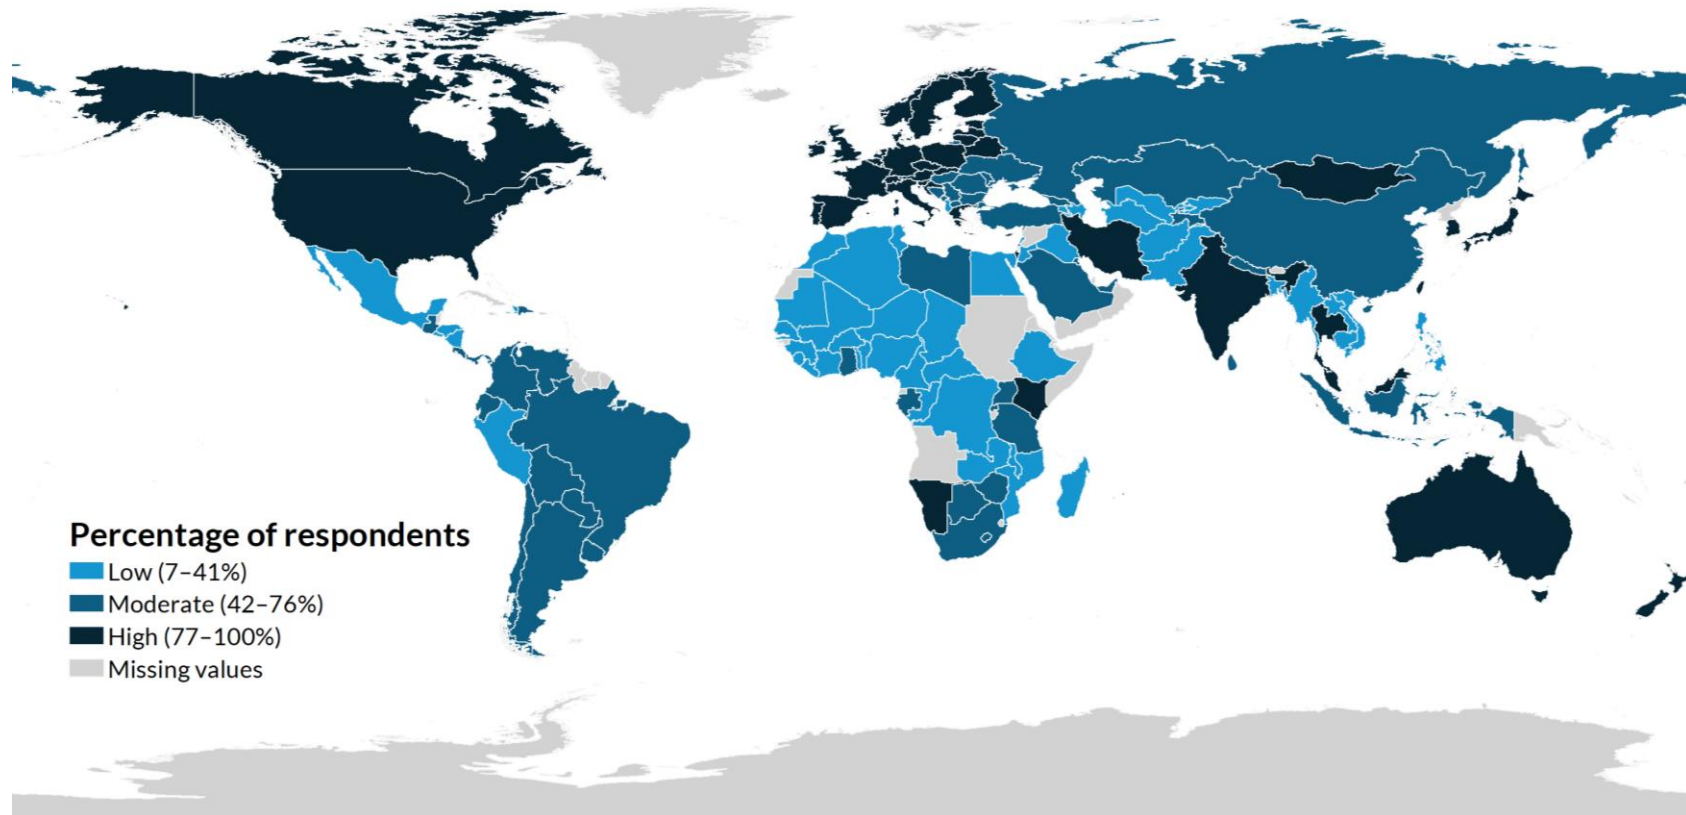 Percentage of respondents
Low (7–41%)
Moderate (42–76%)
High (77–100%)
Missing values